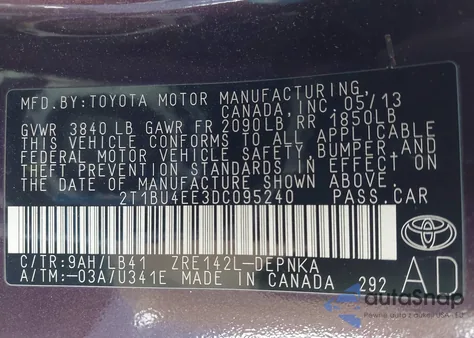 MFD.BY:TOYOTA MOTOR MANUFACTURING,
CANADA,INC. 05/13
GVWR 3840 LB GAWR FR 2090LB RR 1850LB
THIS VEHICLE CONFORMS TO ALL APPLICABLE
FEDERAL MOTOR VEHICLE SAFETY, BUMPER, AND
THEFT PREVENTION STANDARDS IN EFFECT ON
THE DATE OF MANUFACTURE SHOWN ABOVE.
2T1BU4EE3DC095240 PASS.CAR
C/TR:9AH/LB41 ZRE142L-DEPNKA
A/TM:-03A/U341E MADE IN CANADA 292
AD
autoSnap
Pewne auto z USA